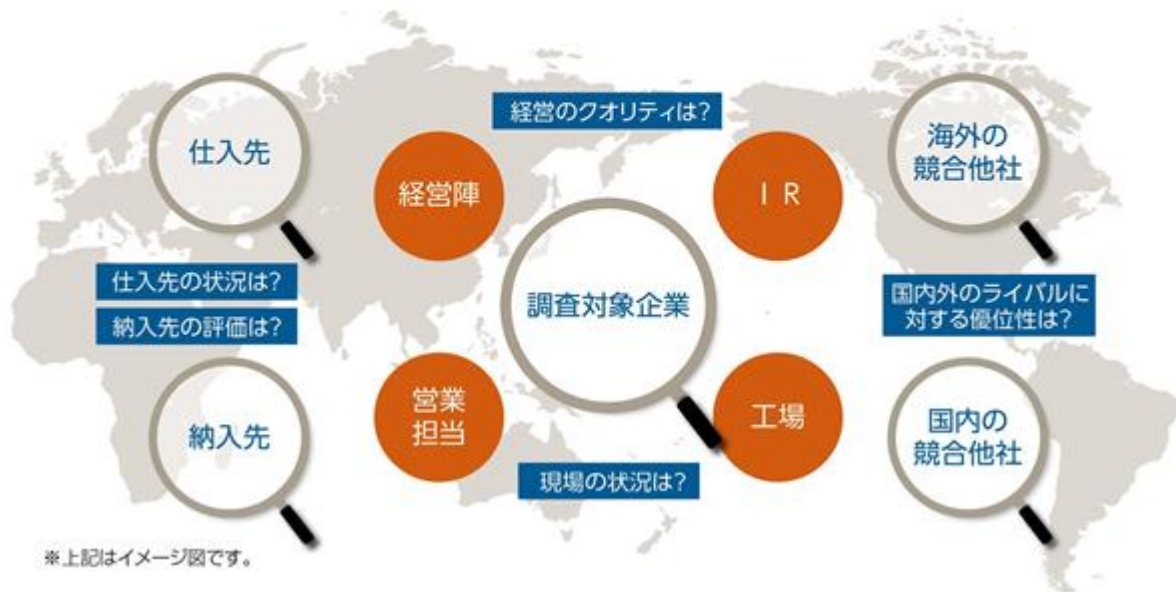 経営のクオリティは?
仕入先
経営陣
I R
海外の
競合他社
調査対象企業
仕入先の状況は?
納入先の評価は?
国内外のライバルに
対する優位性は?
納入先
営業
担当
工場
国内の
競合他社
現場の状況は?
※上記はイメージ図です。